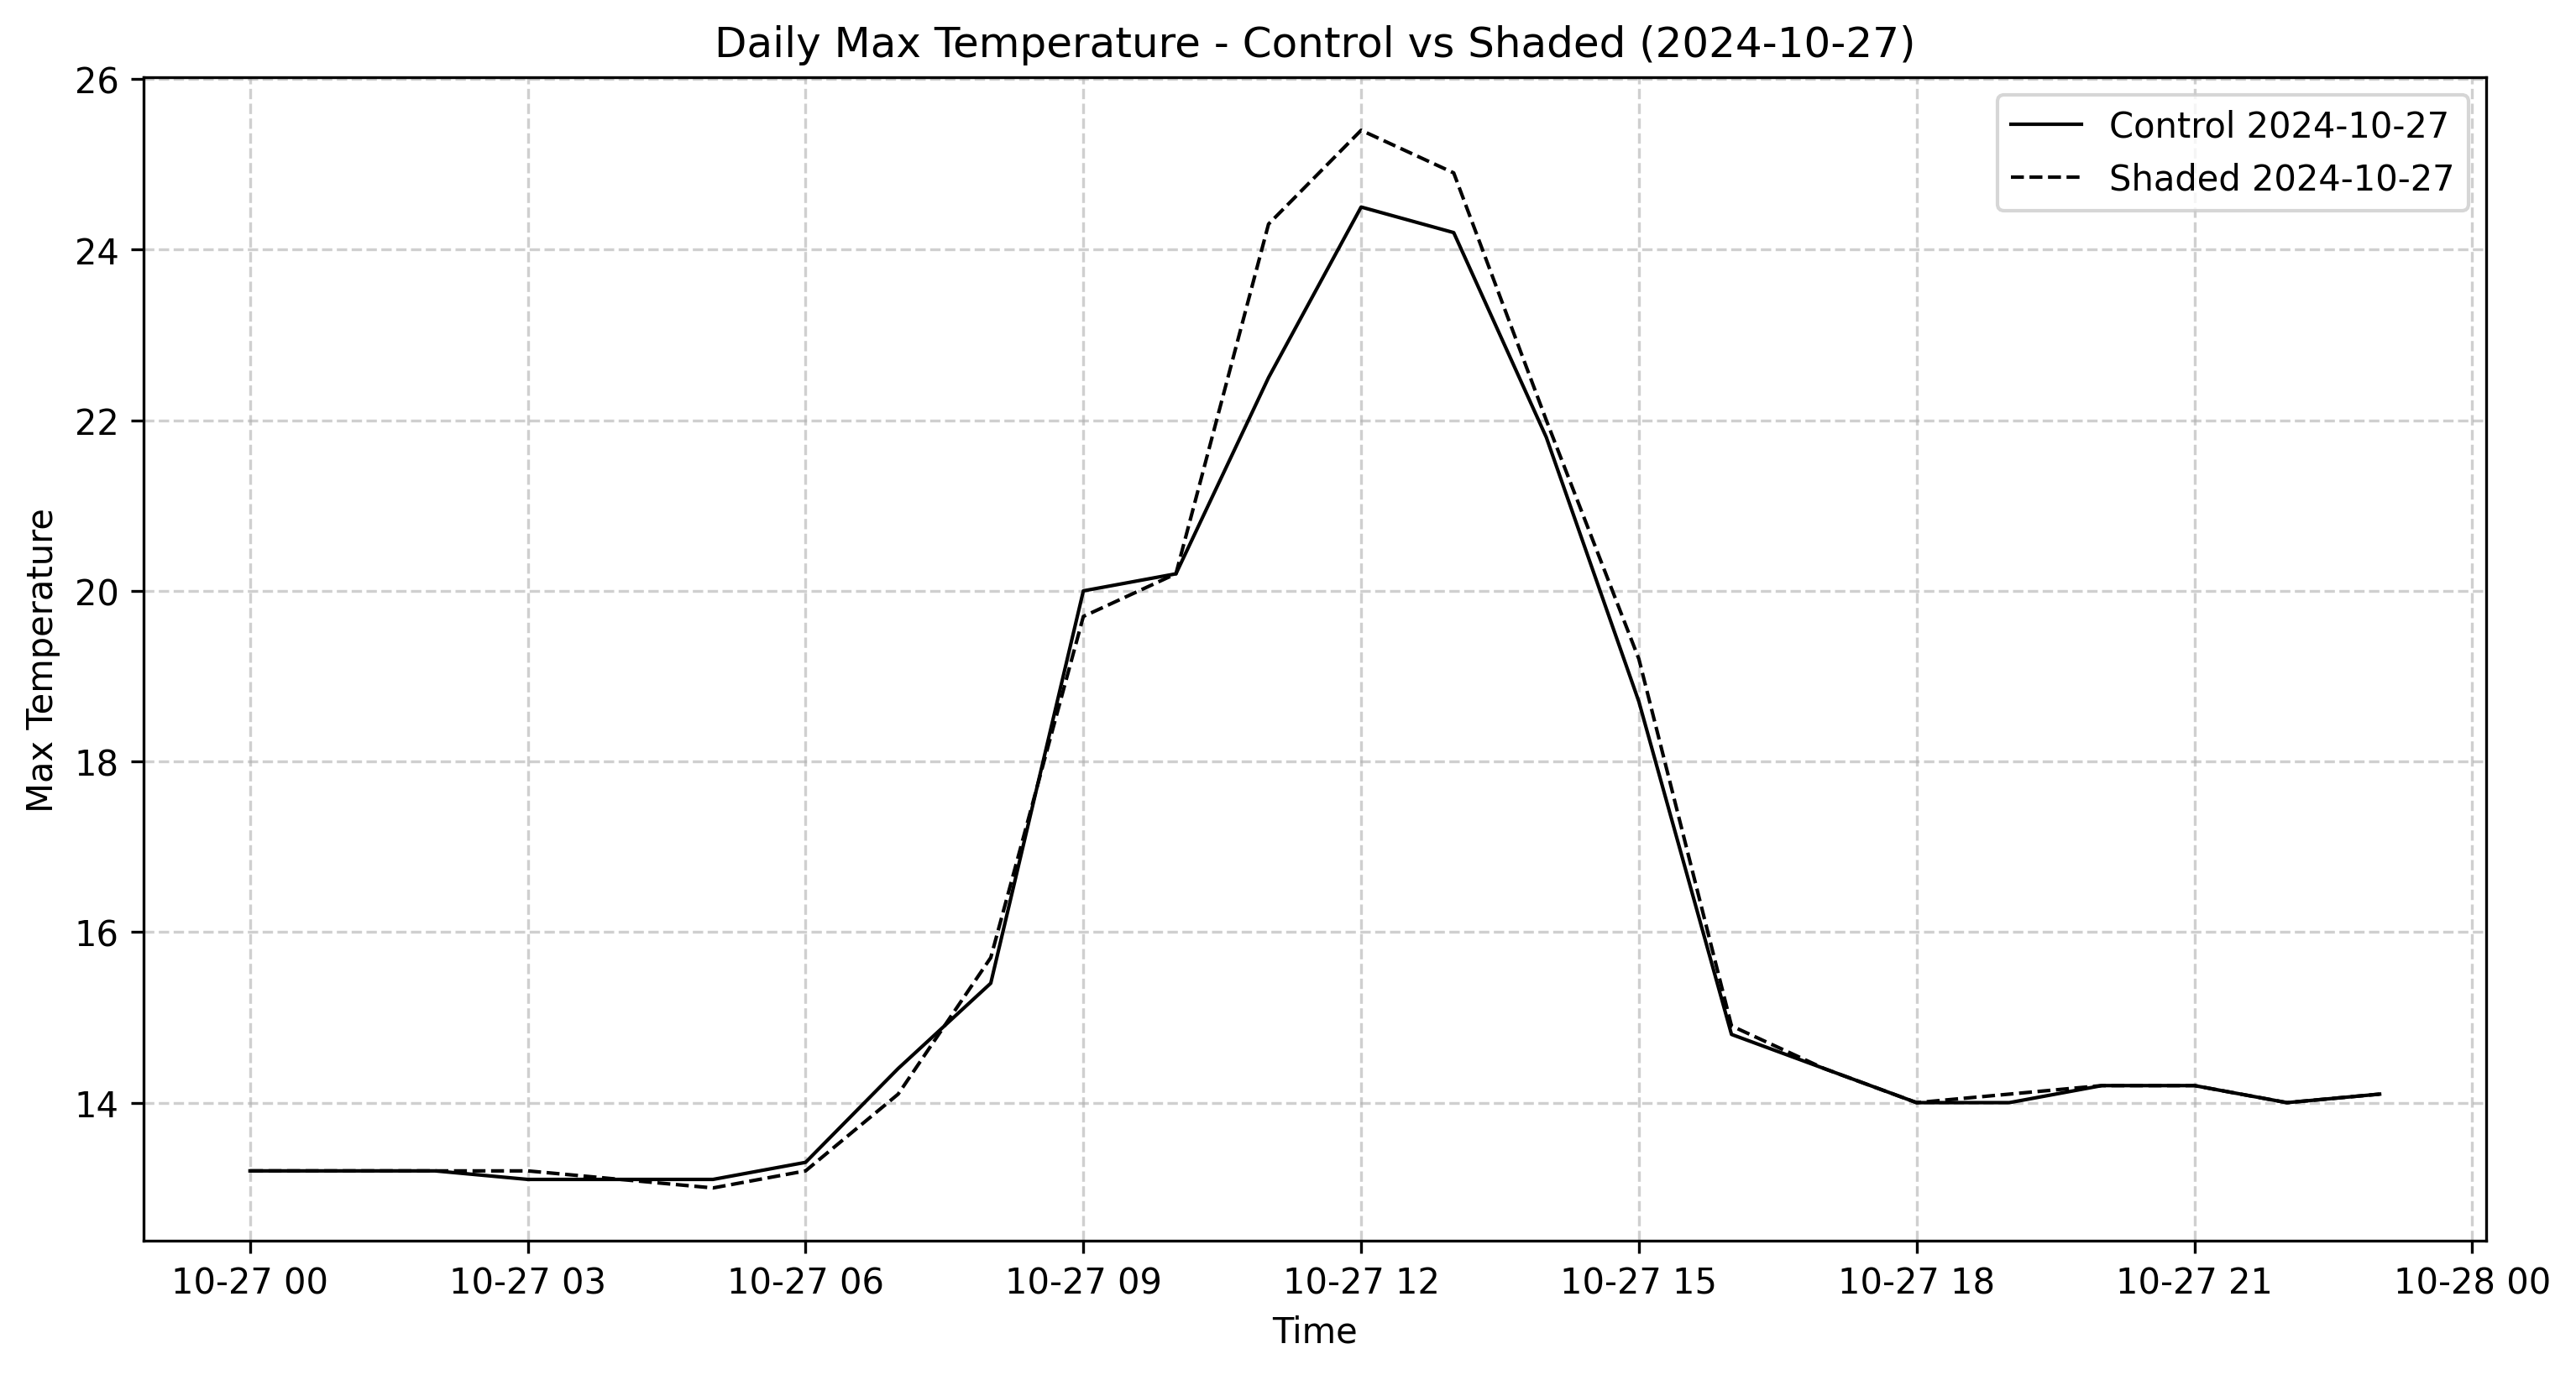 Daily Max Temperature - Control vs Shaded (2024-10-27)
26
24
22
20
18
16
14
Max Temperature
Control 2024-10-27
Shaded 2024-10-27
10-27 00 10-27 03 10-27 06 10-27 09 10-27 12 10-27 15 10-27 18 10-27 21 10-28 00
Time